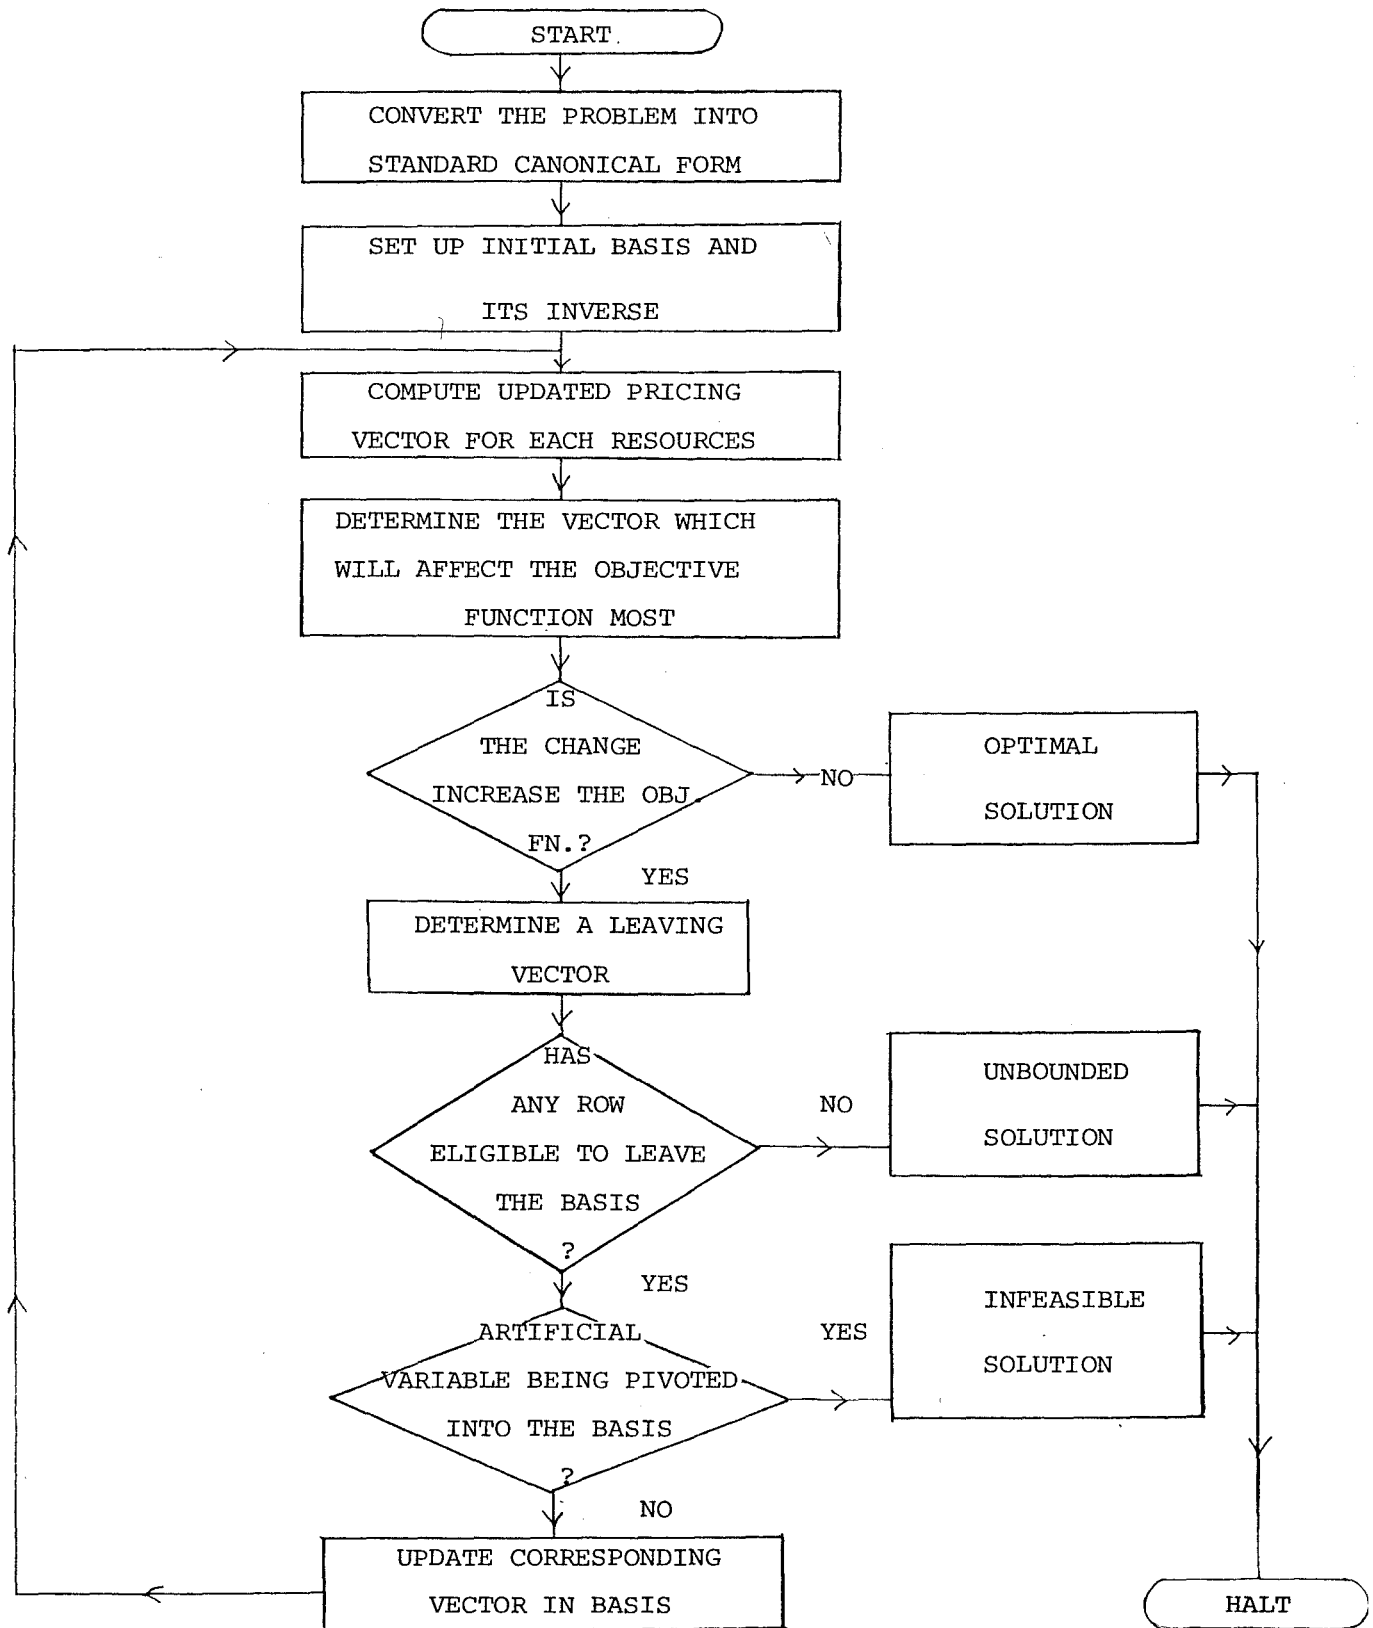 START
CONVERT THE PROBLEM INTO
STANDARD CANONICAL FORM
SET UP INITIAL BASIS AND
ITS INVERSE
COMPUTE UPDATED PRICING
VECTOR FOR EACH RESOURCES
DETERMINE THE VECTOR WHICH
WILL AFFECT THE OBJECTIVE
FUNCTION MOST
IS
THE CHANGE
INCREASE THE OBJ.
FN.?
NO
OPTIMAL
SOLUTION
YES
DETERMINE A LEAVING
VECTOR
HAS
ANY ROW
ELIGIBLE TO LEAVE
THE BASIS
?
NO
UNBOUNDED
SOLUTION
YES
ARTIFICIAL
VARIABLE BEING PIVOTED
INTO THE BASIS
?
YES
INFEASIBLE
SOLUTION
NO
UPDATE CORRESPONDING
VECTOR IN BASIS
HALT